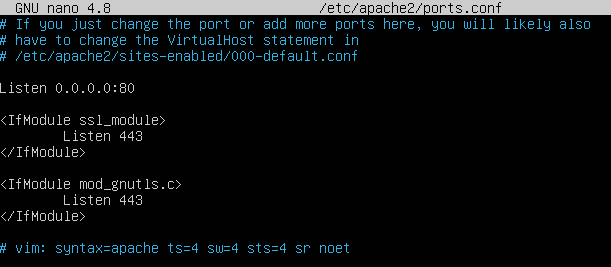 GNU nano 4.8 /etc/apache2/ports.conf
# If you just change the port or add more ports here, you will likely also
# have to change the VirtualHost statement in
# /etc/apache2/sites-enabled/000-default.conf
Listen 0.0.0.0:80
<IfModule ssl_module>
Listen 443
</IfModule>
<IfModule mod_gnutls.c>
Listen 443
</IfModule>
# vim: syntax=apache ts=4 sw=4 sts=4 sr noet